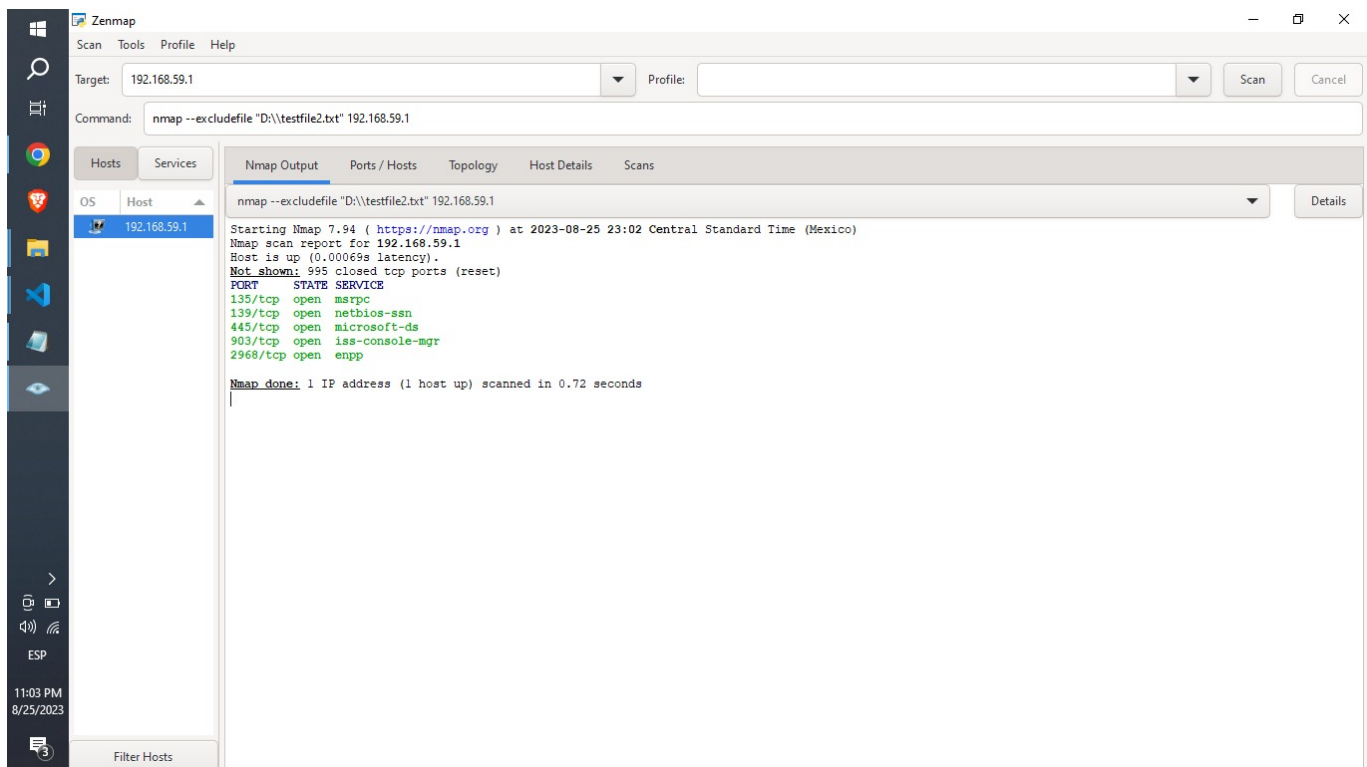 Zenmap
Scan Tools Profile Help
Target: 192.168.59.1 Profile: Scan Cancel
Command: nmap --excludefile "D:\\testfile2.txt" 192.168.59.1
Hosts Services Nmap Output Ports / Hosts Topology Host Details Scans
OS Host nmap --excludefile "D:\\testfile2.txt" 192.168.59.1 Details
192.168.59.1
Starting Nmap 7.94 ( https://nmap.org ) at 2023-08-25 23:02 Central Standard Time (Mexico)
Nmap scan report for 192.168.59.1
Host is up (0.00069s latency).
Not shown: 995 closed tcp ports (reset)
PORT     STATE SERVICE
135/tcp  open  msrpc
139/tcp  open  netbios-ssn
445/tcp  open  microsoft-ds
903/tcp  open  iss-console-mgr
2968/tcp open  enpp
Nmap done: 1 IP address (1 host up) scanned in 0.72 seconds
ESP
11:03 PM
8/25/2023
3
Filter Hosts